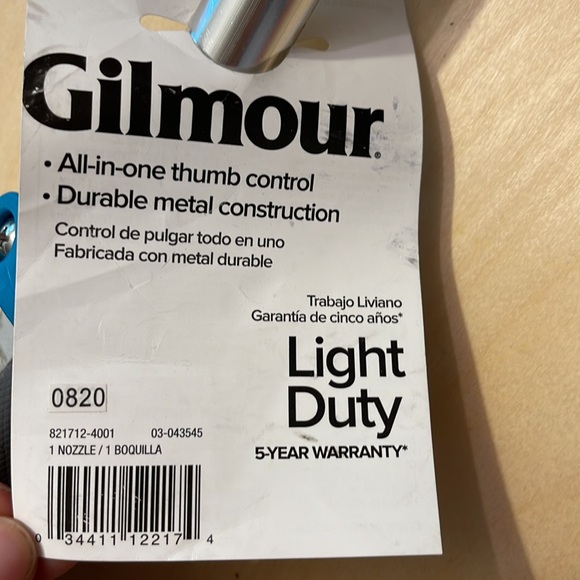 Gilmour®
• All-in-one thumb control
• Durable metal construction
Control de pulgar todo en uno
Fabricada con metal durable
Trabajo Liviano
Garantía de cinco años*
Light
Duty
5-YEAR WARRANTY*
0820
821712-4001 03-043545
1 NOZZLE / 1 BOQUILLA
0 34411 12217 4